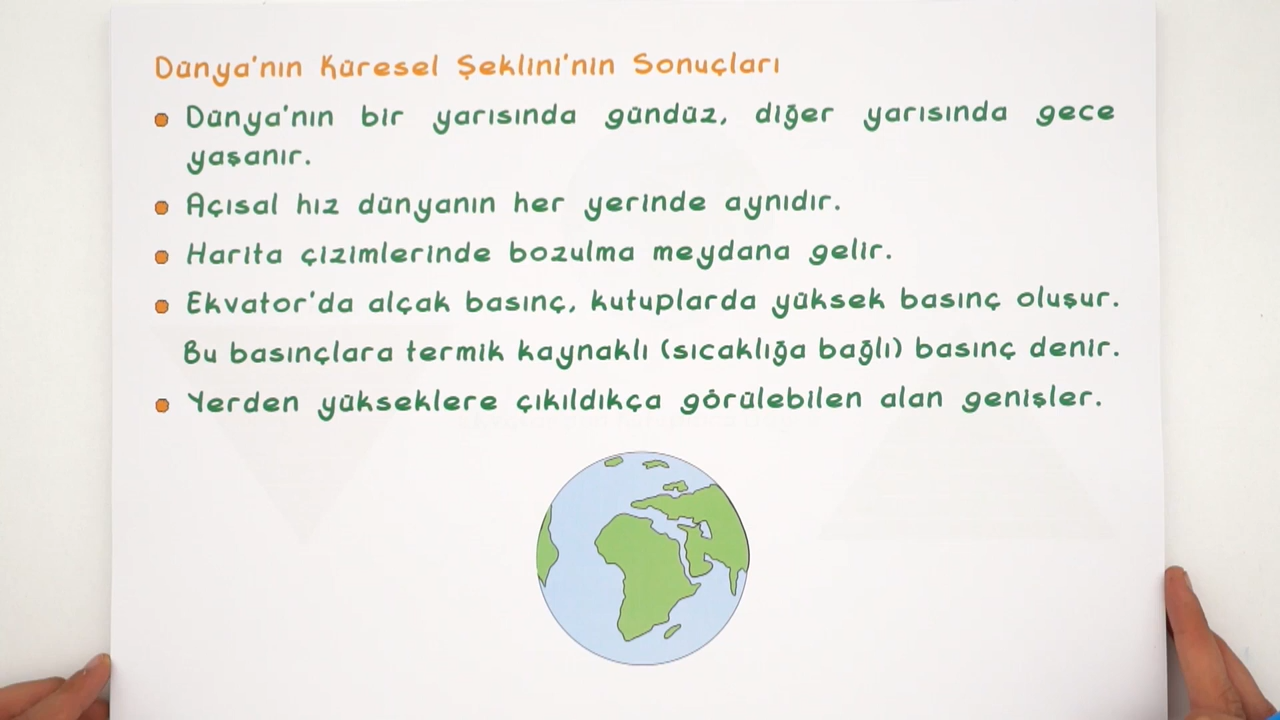 Dünya'nın Küresel Şeklini'nin Sonuçları
Dünya'nın bir yarısında gündüz, diğer yarısında gece
yaşanır.
Açısal hız dünyanın her yerinde aynıdır.
Harita çizimlerinde bozulma meydana gelir.
Ekvator'da alçak basınç, kutuplarda yüksek basınç oluşur.
Bu basınçlara termik kaynaklı (sıcaklığa bağlı) basınç denir.
Yerden yükseklere çıkıldıkça görülebilen alan genişler.